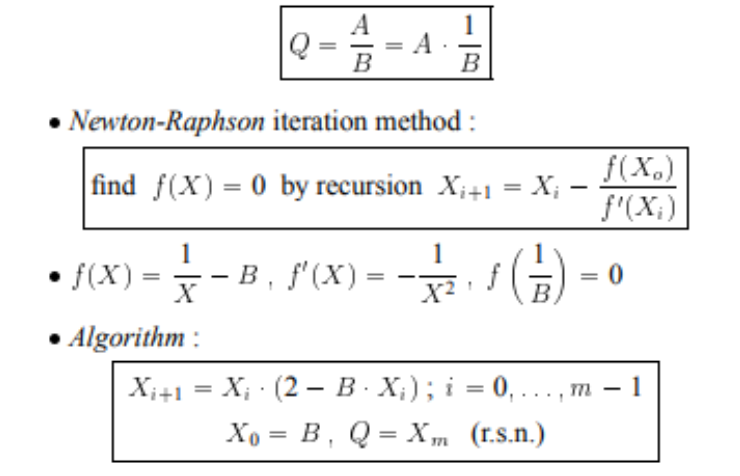 Q = A/B = A · 1/B
• Newton-Raphson iteration method :
find f(X) = 0 by recursion X_{i+1} = X_i − f(X_o)/f'(X_i)
• f(X) = 1/X − B , f'(X) = −1/X² , f(1/B) = 0
• Algorithm :
X_{i+1} = X_i · (2 − B · X_i) ; i = 0, . . . , m − 1
X_0 = B , Q = X_m (r.s.n.)